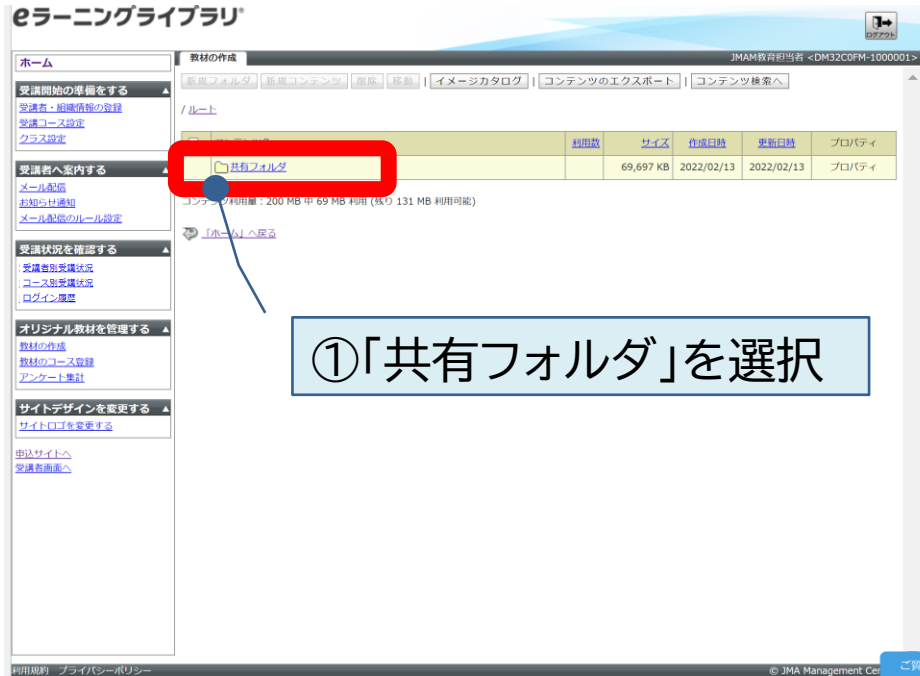 eラーニングライブラリ®
ログアウト
ホーム
教材の作成
JMAM教育担当者 <DM32C0FM-1000001>
新規フォルダ 新規コンテンツ 削除 移動 | イメージカタログ | コンテンツのエクスポート | コンテンツ検索へ
/ ルート
利用数 サイズ 作成日時 更新日時 プロパティ
共有フォルダ 69,697 KB 2022/02/13 2022/02/13 プロパティ
コンテンツ利用量：200 MB 中 69 MB 利用 (残り 131 MB 利用可能)
「ホーム」へ戻る
①「共有フォルダ」を選択
受講開始の準備をする
受講者・組織情報の登録
受講コース設定
クラス設定
受講者へ案内する
メール配信
お知らせ通知
メール配信のルール設定
受講状況を確認する
受講者別受講状況
コース別受講状況
ログイン履歴
オリジナル教材を管理する
教材の作成
教材のコース登録
アンケート集計
サイトデザインを変更する
サイトロゴを変更する
申込サイトへ
受講者画面へ
利用規約 プライバシーポリシー
© JMA Management Cen
ご質